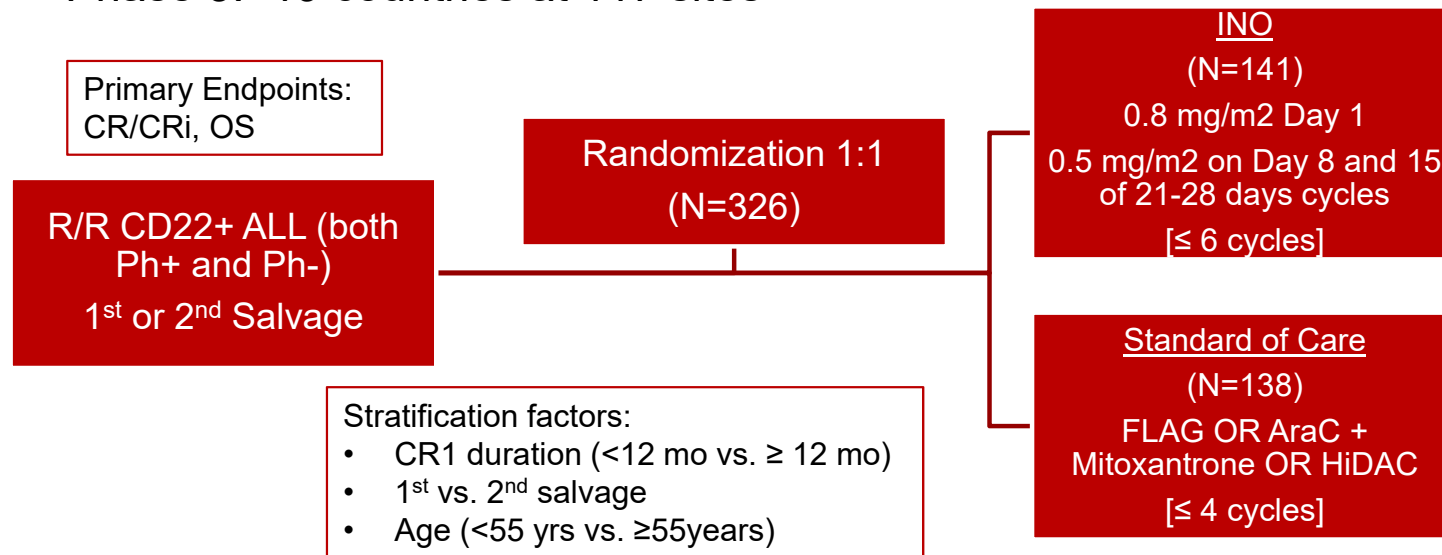 Primary Endpoints:
CR/CRi, OS
R/R CD22+ ALL (both
Ph+ and Ph-)
1st or 2nd Salvage
Randomization 1:1
(N=326)
INO
(N=141)
0.8 mg/m2 Day 1
0.5 mg/m2 on Day 8 and 15
of 21-28 days cycles
[≤ 6 cycles]
Standard of Care
(N=138)
FLAG OR AraC +
Mitoxantrone OR HiDAC
[≤ 4 cycles]
Stratification factors:
• CR1 duration (<12 mo vs. ≥ 12 mo)
• 1st vs. 2nd salvage
• Age (<55 yrs vs. ≥55years)